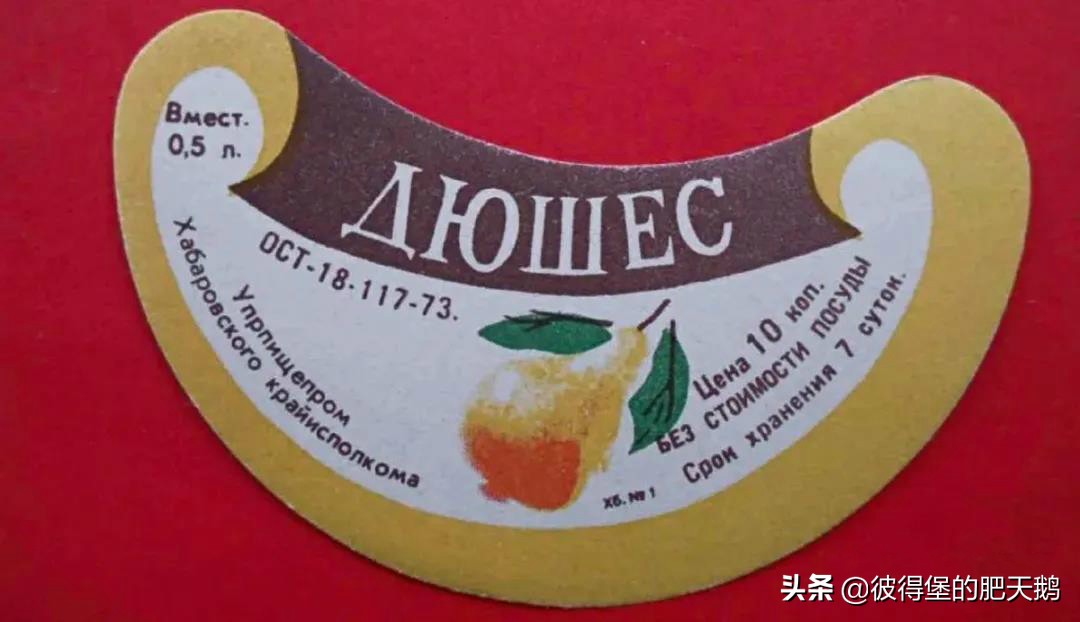 Вмест.
0,5 л.
ДЮШЕС
ОСТ-18-117-73.
Упрпищепром
Хабаровского крайисполкома
Цена 10 коп.
БЕЗ СТОИМОСТИ ПОСУДЫ
Срок хранения 7 суток.
Хб. № 1
头条 @彼得堡的肥天鹅